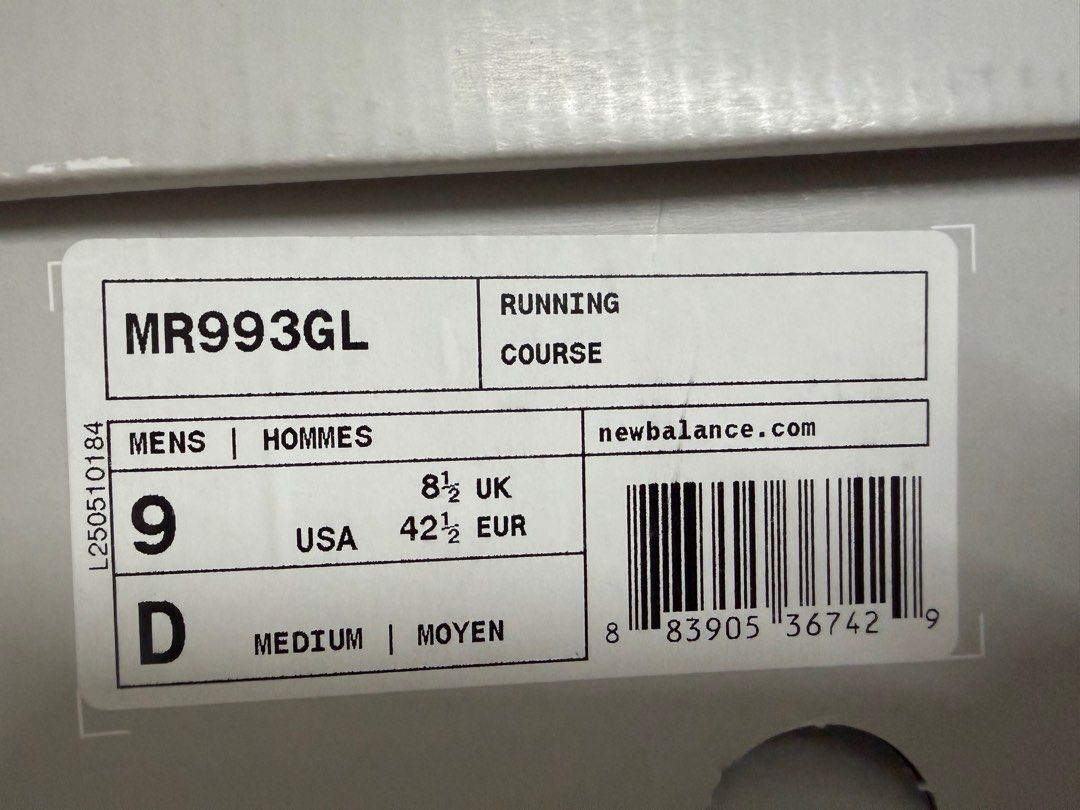 MR993GL
RUNNING
COURSE
MENS | HOMMES
newbalance.com
9 USA
8½ UK
42½ EUR
D MEDIUM | MOYEN
L250510184
8 83905 36742 9